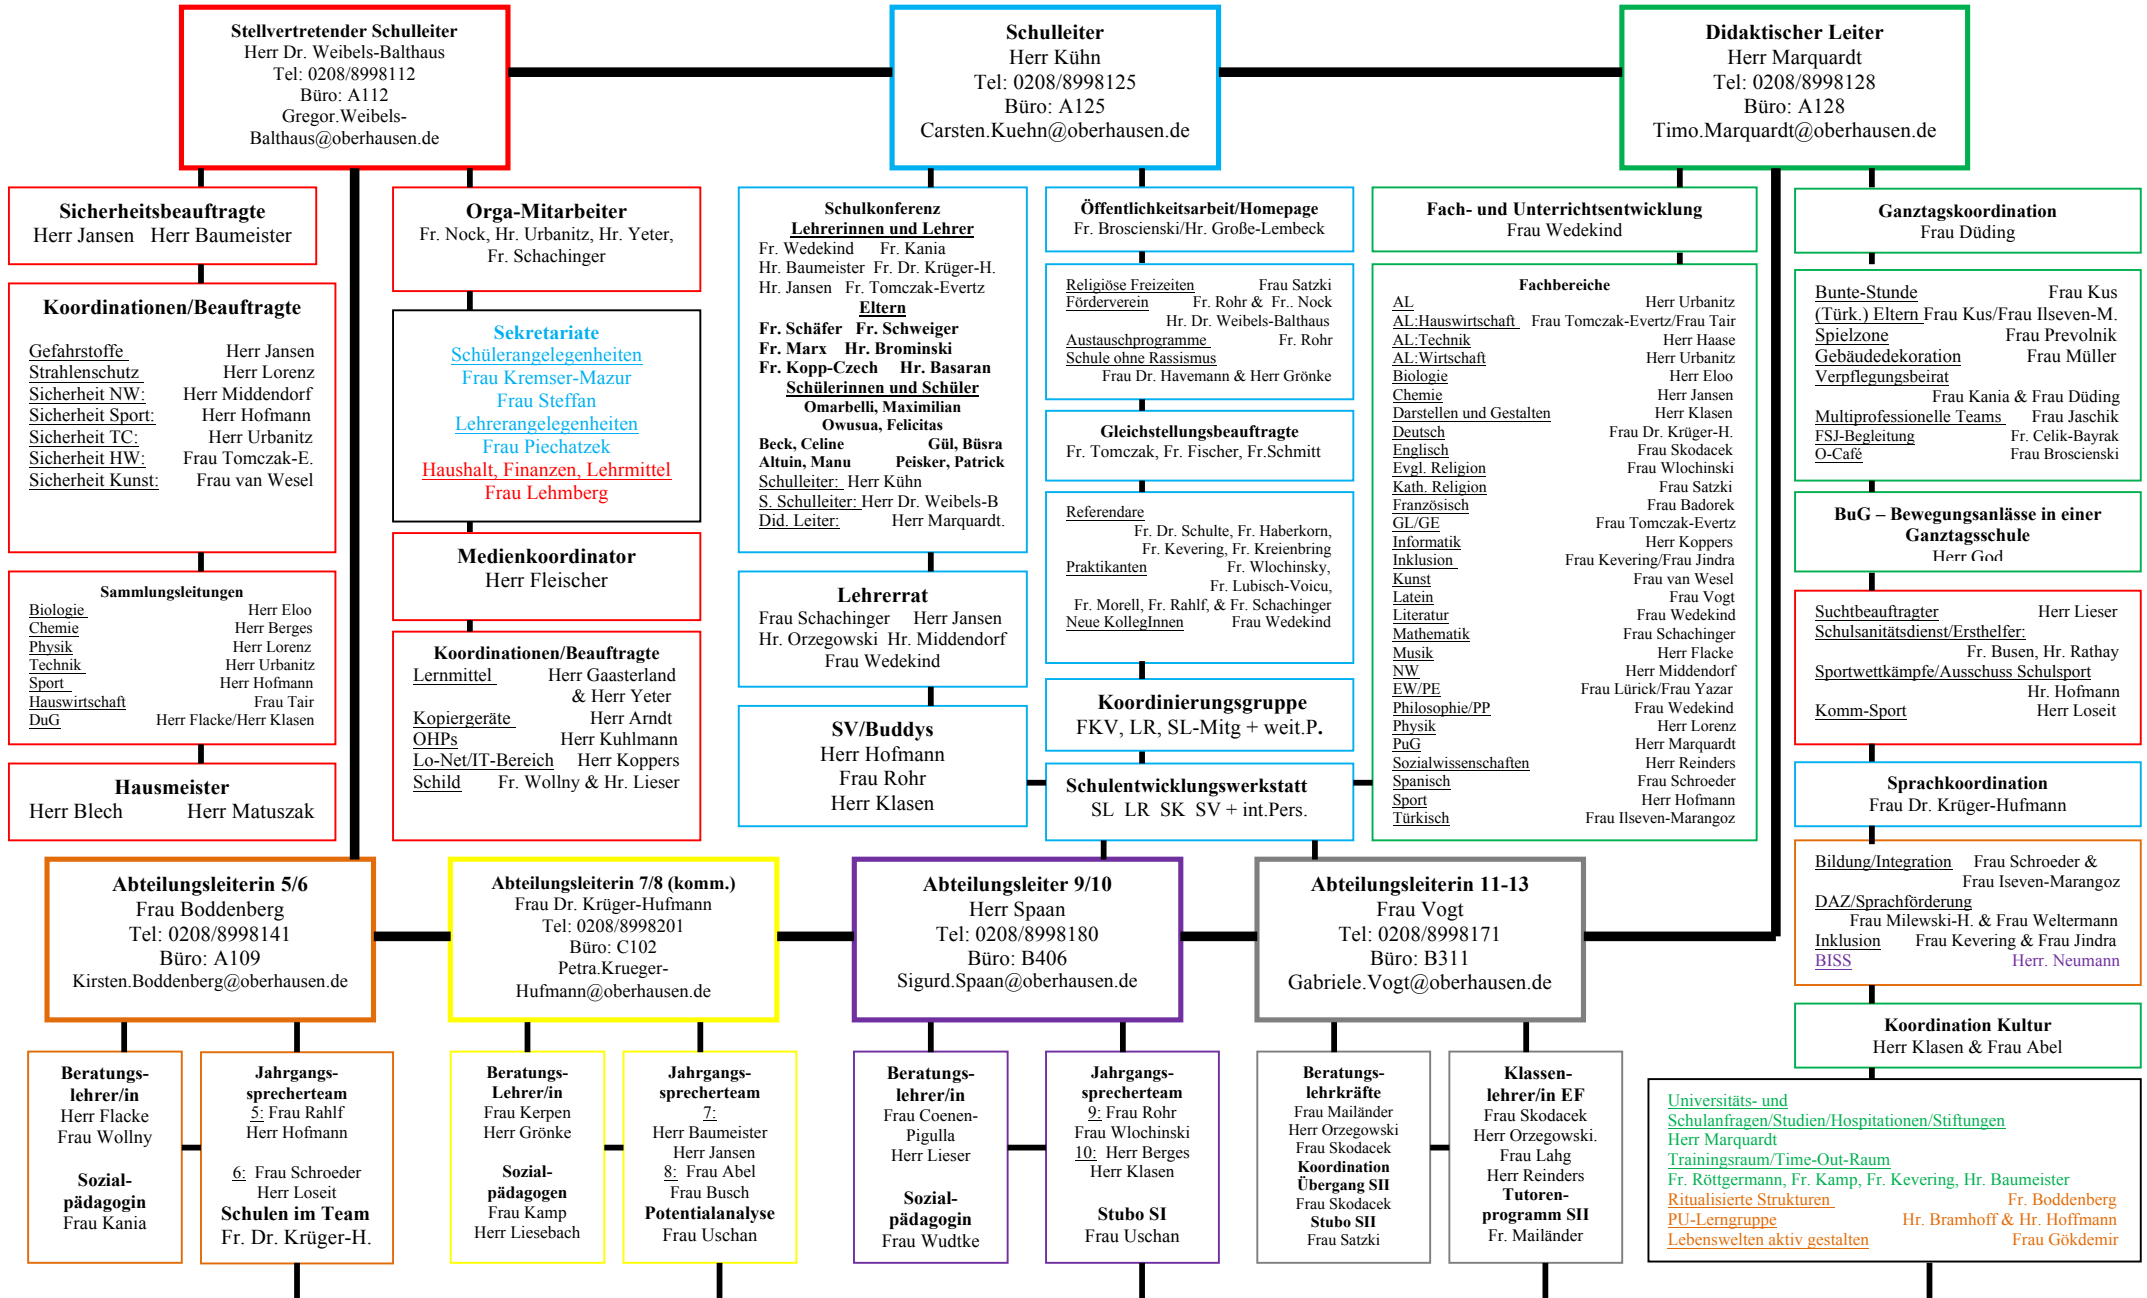 Stellvertretender Schulleiter
Herr Dr. Weibels-Balthaus
Tel: 0208/8998112
Büro: A112
Gregor.Weibels-
Balthaus@oberhausen.de
Schulleiter
Herr Kühn
Tel: 0208/8998125
Büro: A125
Carsten.Kuehn@oberhausen.de
Didaktischer Leiter
Herr Marquardt
Tel: 0208/8998128
Büro: A128
Timo.Marquardt@oberhausen.de
Sicherheitsbeauftragte
Herr Jansen Herr Baumeister
Koordinationen/Beauftragte
Gefahrstoffe Herr Jansen
Strahlenschutz Herr Lorenz
Sicherheit NW: Herr Middendorf
Sicherheit Sport: Herr Hofmann
Sicherheit TC: Herr Urbanitz
Sicherheit HW: Frau Tomczak-E.
Sicherheit Kunst: Frau van Wesel
Sammlungsleitungen
Biologie Herr Eloo
Chemie Herr Berges
Physik Herr Lorenz
Technik Herr Urbanitz
Sport Herr Hofmann
Hauswirtschaft Frau Tair
DuG Herr Flacke/Herr Klasen
Hausmeister
Herr Blech Herr Matuszak
Orga-Mitarbeiter
Fr. Nock, Hr. Urbanitz, Hr. Yeter,
Fr. Schachinger
Sekretariate
Schülerangelegenheiten
Frau Kremser-Mazur
Frau Steffan
Lehrerangelegenheiten
Frau Piechatzek
Haushalt, Finanzen, Lehrmittel
Frau Lehmberg
Medienkoordinator
Herr Fleischer
Koordinationen/Beauftragte
Lernmittel Herr Gaasterland
& Herr Yeter
Kopiergeräte Herr Arndt
OHPs Herr Kuhlmann
Lo-Net/IT-Bereich Herr Koppers
Schild Fr. Wollny & Hr. Lieser
Schulkonferenz
Lehrerinnen und Lehrer
Fr. Wedekind Fr. Kania
Hr. Baumeister Fr. Dr. Krüger-H.
Hr. Jansen Fr. Tomczak-Evertz
Eltern
Fr. Schäfer Fr. Schweiger
Fr. Marx Hr. Brominski
Fr. Kopp-Czech Hr. Basaran
Schülerinnen und Schüler
Omarbelli, Maximilian
Owusua, Felicitas
Beck, Celine Gül, Büsra
Altuin, Manu Peisker, Patrick
Schulleiter: Herr Kühn
S. Schulleiter: Herr Dr. Weibels-B
Did. Leiter: Herr Marquardt.
Lehrerrat
Frau Schachinger Herr Jansen
Hr. Orzegowski Hr. Middendorf
Frau Wedekind
SV/Buddys
Herr Hofmann
Frau Rohr
Herr Klasen
Öffentlichkeitsarbeit/Homepage
Fr. Broscienski/Hr. Große-Lembeck
Religiöse Freizeiten Frau Satzki
Förderverein Fr. Rohr & Fr.. Nock
Hr. Dr. Weibels-Balthaus
Austauschprogramme Fr. Rohr
Schule ohne Rassismus
Frau Dr. Havemann & Herr Grönke
Gleichstellungsbeauftragte
Fr. Tomczak, Fr. Fischer, Fr.Schmitt
Referendare
Fr. Dr. Schulte, Fr. Haberkorn,
Fr. Kevering, Fr. Kreienbring
Praktikanten Fr. Wlochinsky,
Fr. Lubisch-Voicu,
Fr. Morell, Fr. Rahlf, & Fr. Schachinger
Neue KollegInnen Frau Wedekind
Koordinierungsgruppe
FKV, LR, SL-Mitg + weit.P.
Schulentwicklungswerkstatt
SL LR SK SV + int.Pers.
Fach- und Unterrichtsentwicklung
Frau Wedekind
Fachbereiche
AL Herr Urbanitz
AL:Hauswirtschaft Frau Tomczak-Evertz/Frau Tair
AL:Technik Herr Haase
AL:Wirtschaft Herr Urbanitz
Biologie Herr Eloo
Chemie Herr Jansen
Darstellen und Gestalten Herr Klasen
Deutsch Frau Dr. Krüger-H.
Englisch Frau Skodacek
Evgl. Religion Frau Wlochinski
Kath. Religion Frau Satzki
Französisch Frau Badorek
GL/GE Frau Tomczak-Evertz
Informatik Herr Koppers
Inklusion Frau Kevering/Frau Jindra
Kunst Frau van Wesel
Latein Frau Vogt
Literatur Frau Wedekind
Mathematik Frau Schachinger
Musik Herr Flacke
NW Herr Middendorf
EW/PE Frau Lürick/Frau Yazar
Philosophie/PP Frau Wedekind
Physik Herr Lorenz
PuG Herr Marquardt
Sozialwissenschaften Herr Reinders
Spanisch Frau Schroeder
Sport Herr Hofmann
Türkisch Frau Ilseven-Marangoz
Ganztagskoordination
Frau Düding
Bunte-Stunde Frau Kus
(Türk.) Eltern Frau Kus/Frau Ilseven-M.
Spielzone Frau Prevolnik
Gebäudedekoration Frau Müller
Verpflegungsbeirat
Frau Kania & Frau Düding
Multiprofessionelle Teams Frau Jaschik
FSJ-Begleitung Fr. Celik-Bayrak
O-Café Frau Broscienski
BuG – Bewegungsanlässe in einer
Ganztagsschule
Herr God
Suchtbeauftragter Herr Lieser
Schulsanitätsdienst/Ersthelfer:
Fr. Busen, Hr. Rathay
Sportwettkämpfe/Ausschuss Schulsport
Hr. Hofmann
Komm-Sport Herr Loseit
Sprachkoordination
Frau Dr. Krüger-Hufmann
Bildung/Integration Frau Schroeder &
Frau Iseven-Marangoz
DAZ/Sprachförderung
Frau Milewski-H. & Frau Weltermann
Inklusion Frau Kevering & Frau Jindra
BISS Herr. Neumann
Koordination Kultur
Herr Klasen & Frau Abel
Abteilungsleiterin 5/6
Frau Boddenberg
Tel: 0208/8998141
Büro: A109
Kirsten.Boddenberg@oberhausen.de
Abteilungsleiterin 7/8 (komm.)
Frau Dr. Krüger-Hufmann
Tel: 0208/8998201
Büro: C102
Petra.Krueger-
Hufmann@oberhausen.de
Abteilungsleiter 9/10
Herr Spaan
Tel: 0208/8998180
Büro: B406
Sigurd.Spaan@oberhausen.de
Abteilungsleiterin 11-13
Frau Vogt
Tel: 0208/8998171
Büro: B311
Gabriele.Vogt@oberhausen.de
Beratungs-
lehrer/in
Herr Flacke
Frau Wollny
Sozial-
pädagogin
Frau Kania
Jahrgangs-
sprecherteam
5: Frau Rahlf
Herr Hofmann
6: Frau Schroeder
Herr Loseit
Schulen im Team
Fr. Dr. Krüger-H.
Beratungs-
Lehrer/in
Frau Kerpen
Herr Grönke
Sozial-
pädagogen
Frau Kamp
Herr Liesebach
Jahrgangs-
sprecherteam
7:
Herr Baumeister
Herr Jansen
8: Frau Abel
Frau Busch
Potentialanalyse
Frau Uschan
Beratungs-
lehrer/in
Frau Coenen-
Pigulla
Herr Lieser
Sozial-
pädagogin
Frau Wudtke
Jahrgangs-
sprecherteam
9: Frau Rohr
Frau Wlochinski
10: Herr Berges
Herr Klasen
Stubo SI
Frau Uschan
Beratungs-
lehrkräfte
Frau Mailänder
Herr Orzegowski
Frau Skodacek
Koordination
Übergang SII
Frau Skodacek
Stubo SII
Frau Satzki
Klassen-
lehrer/in EF
Frau Skodacek
Herr Orzegowski.
Frau Lahg
Herr Reinders
Tutoren-
programm SII
Fr. Mailänder
Universitäts- und
Schulanfragen/Studien/Hospitationen/Stiftungen
Herr Marquardt
Trainingsraum/Time-Out-Raum
Fr. Röttgermann, Fr. Kamp, Fr. Kevering, Hr. Baumeister
Ritualisierte Strukturen Fr. Boddenberg
PU-Lerngruppe Hr. Bramhoff & Hr. Hoffmann
Lebenswelten aktiv gestalten Frau Gökdemir